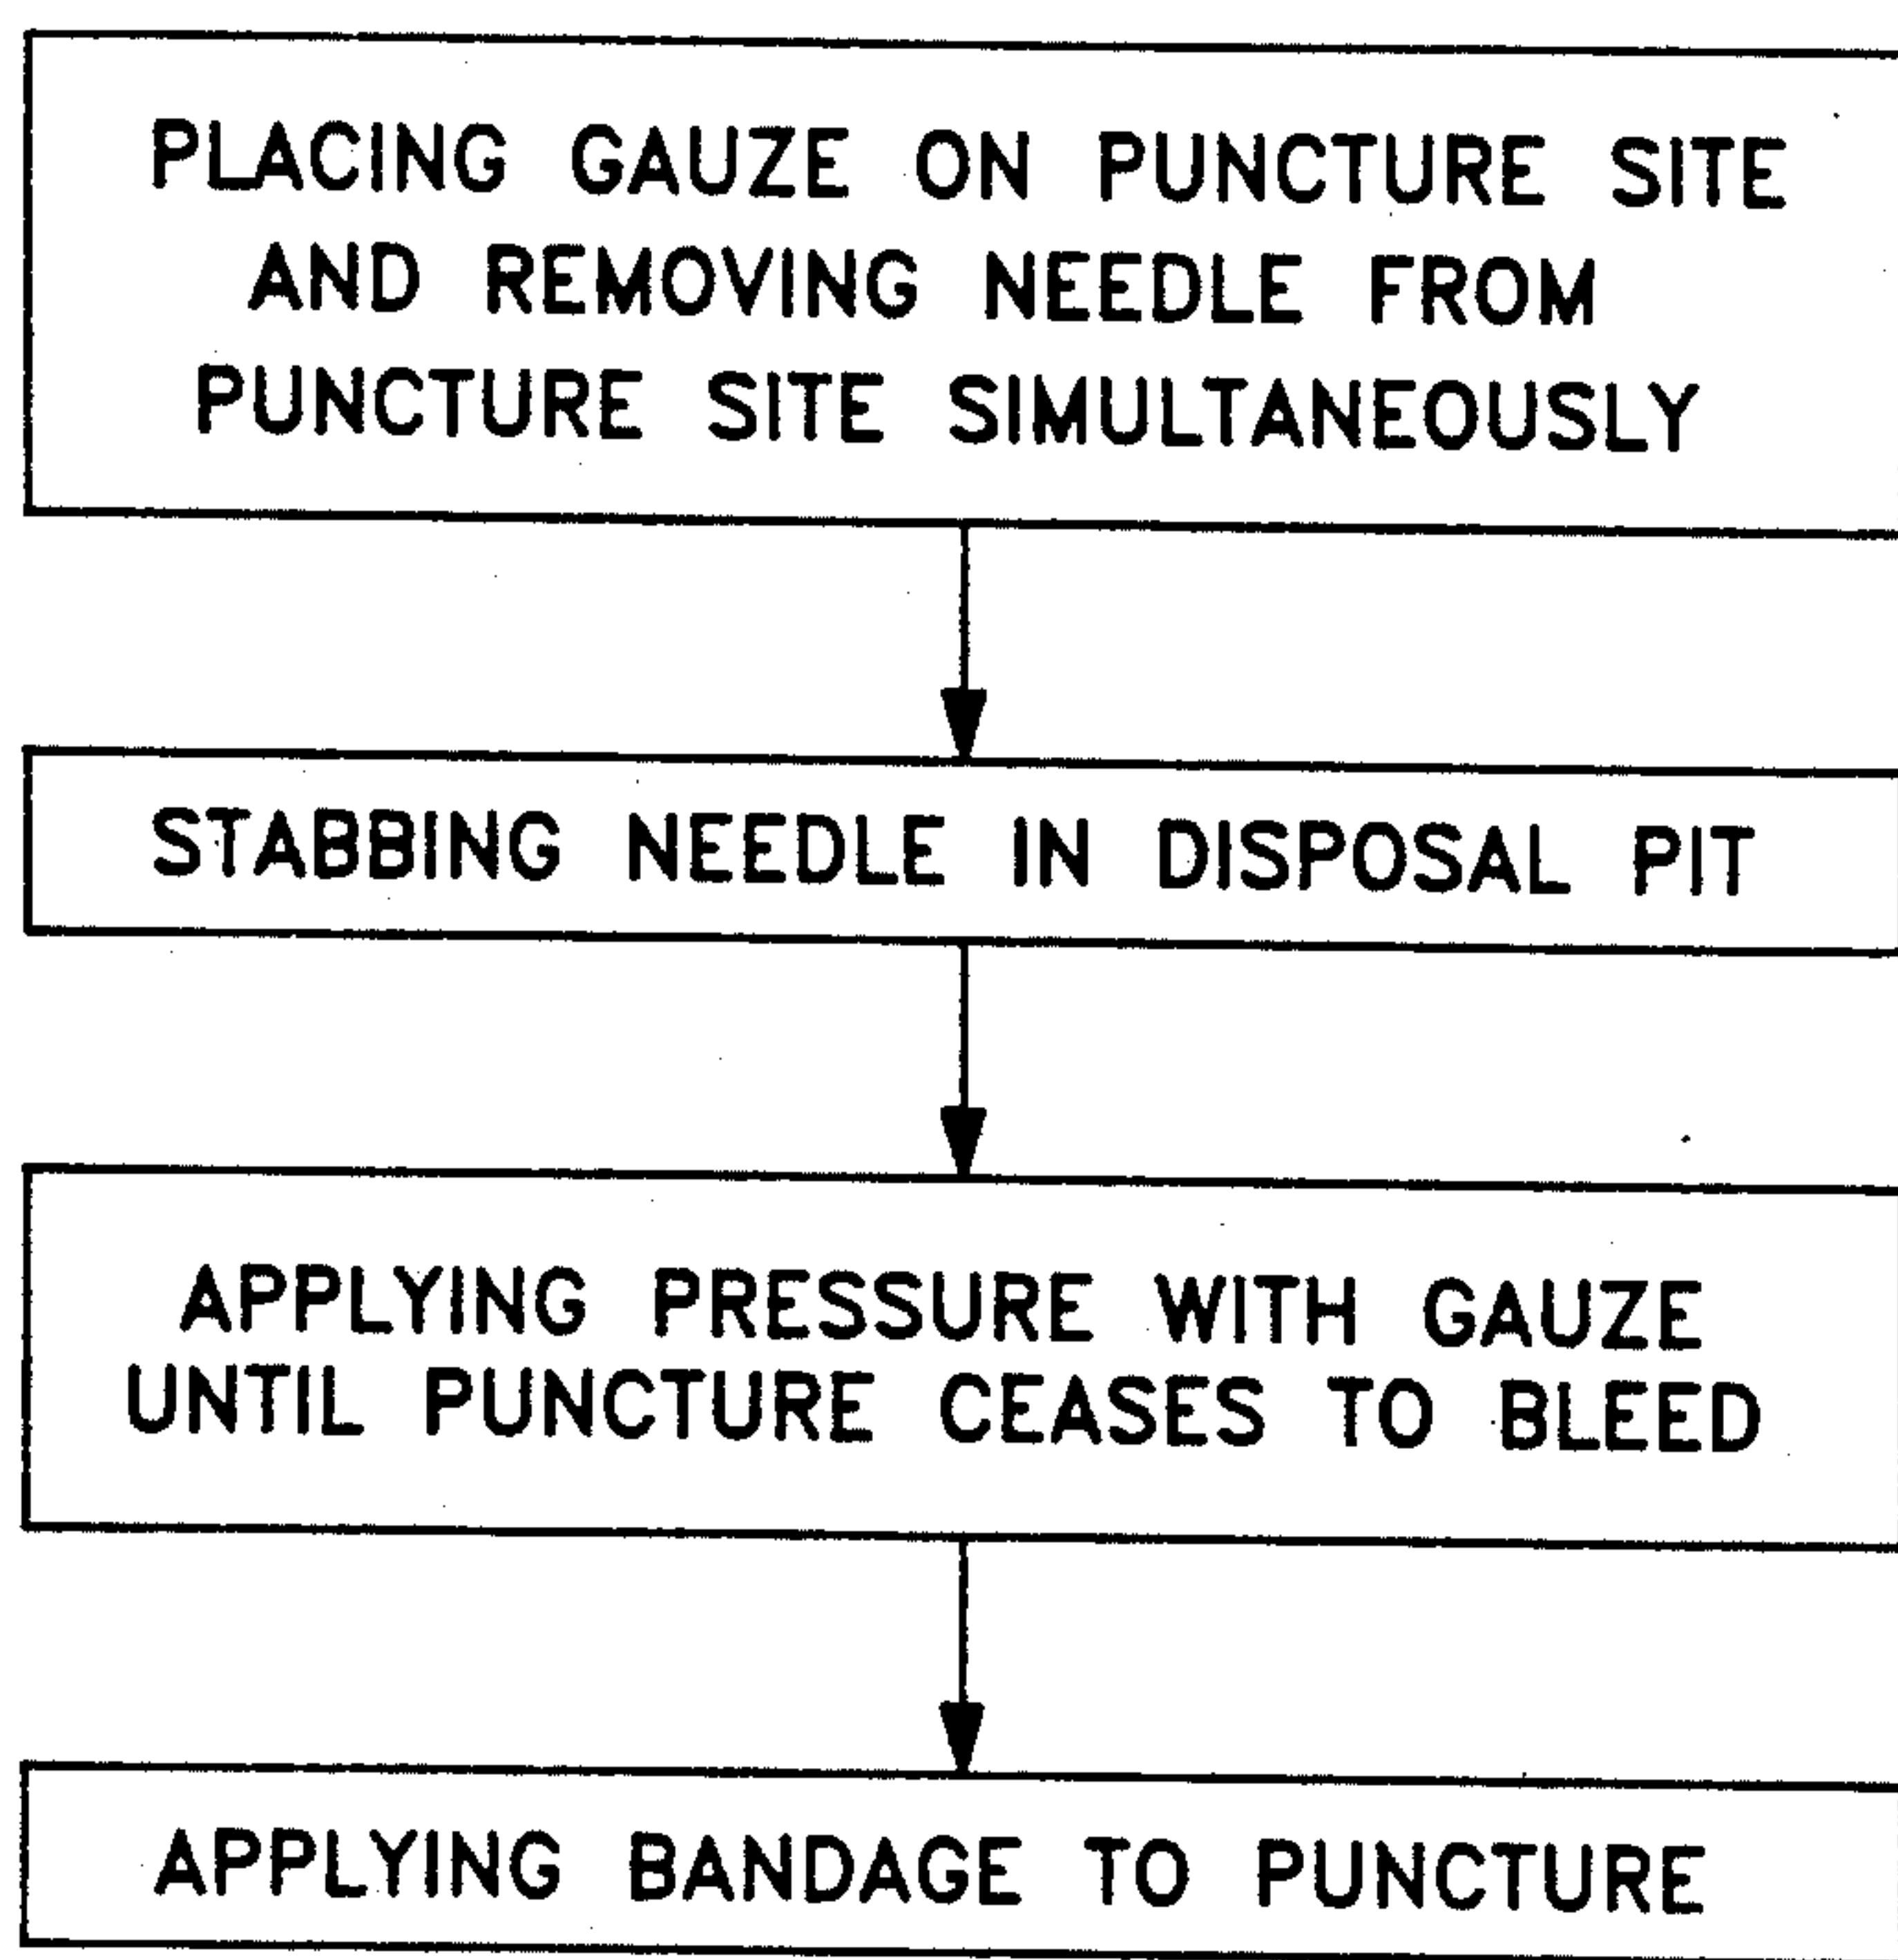 PLACING GAUZE ON PUNCTURE SITE
AND REMOVING NEEDLE FROM
PUNCTURE SITE SIMULTANEOUSLY
STABBING NEEDLE IN DISPOSAL PIT
APPLYING PRESSURE WITH GAUZE
UNTIL PUNCTURE CEASES TO BLEED
APPLYING BANDAGE TO PUNCTURE